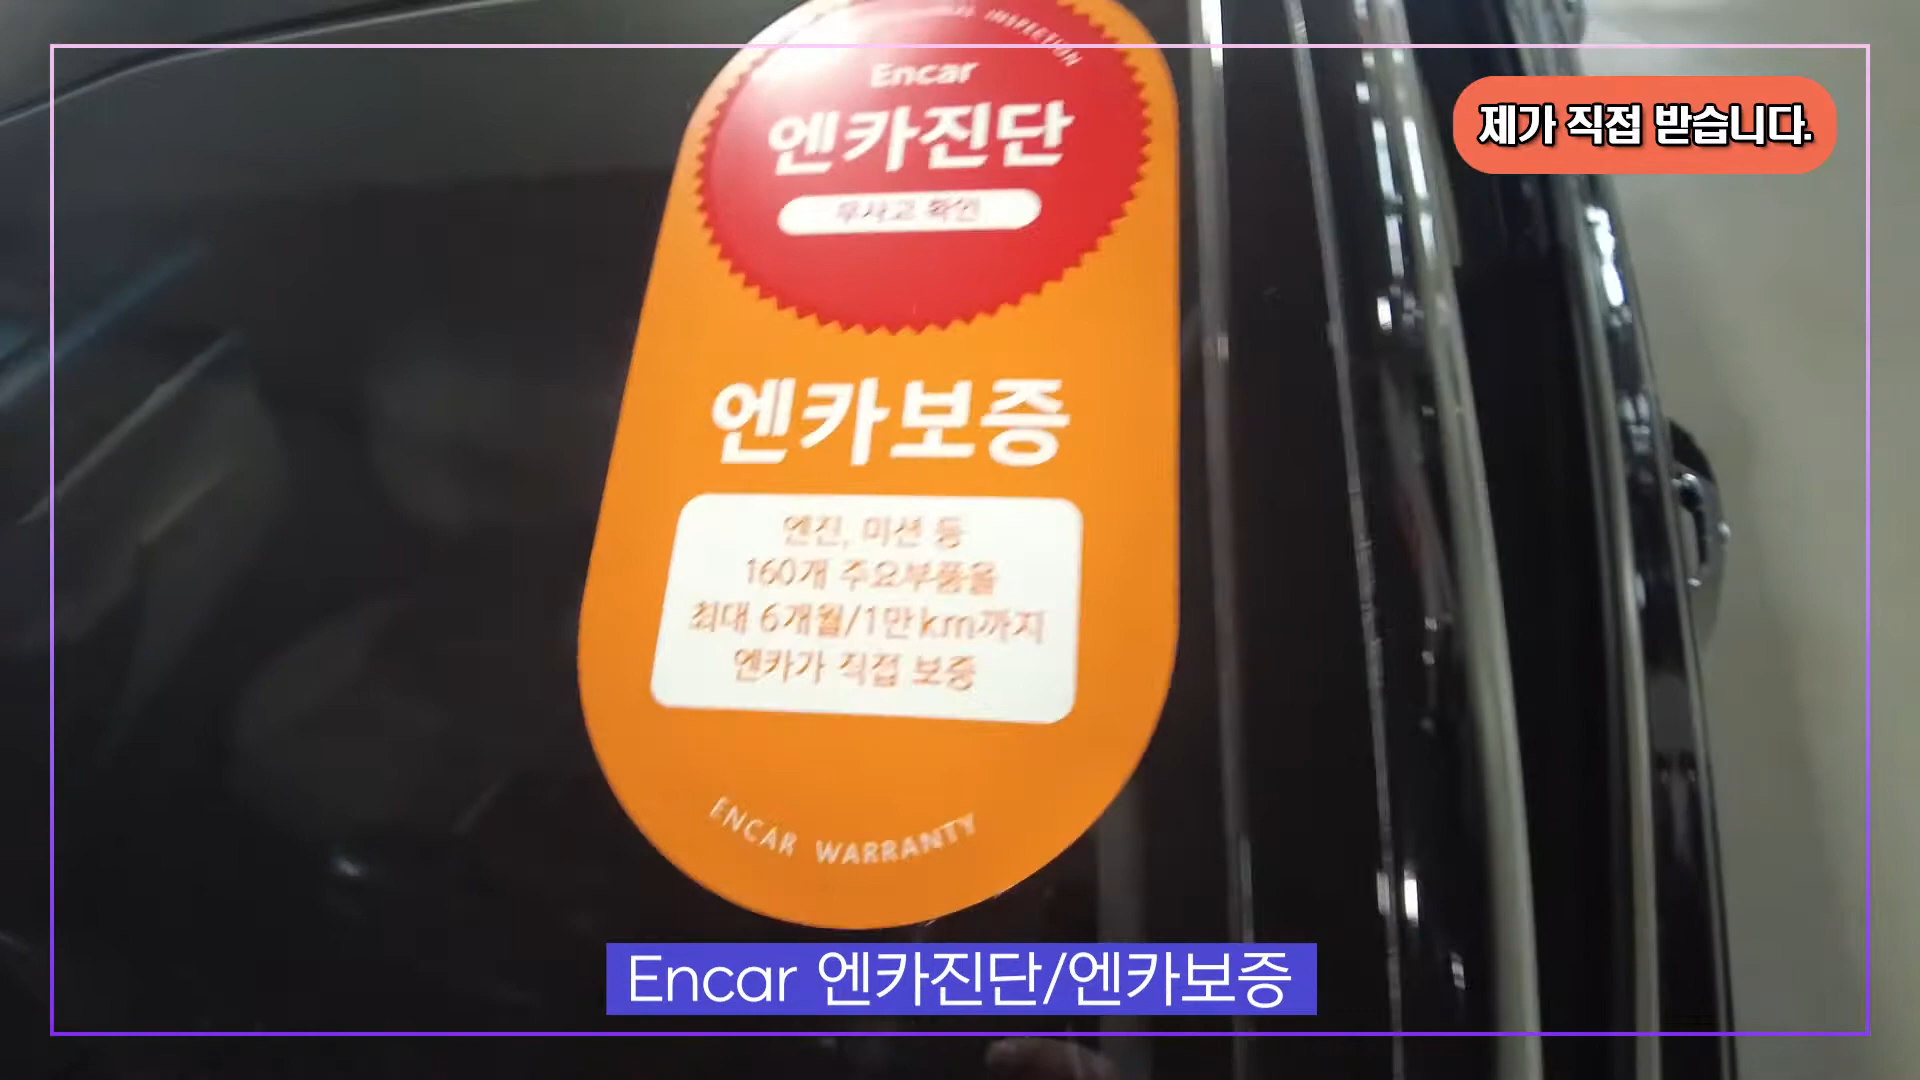 INSPECTION
Encar
엔카진단
무사고 확인
제가 직접 받습니다.
엔카보증
엔진, 미션 등
160개 주요부품을
최대 6개월/1만km까지
엔카가 직접 보증
ENCAR WARRANTY
Encar 엔카진단/엔카보증